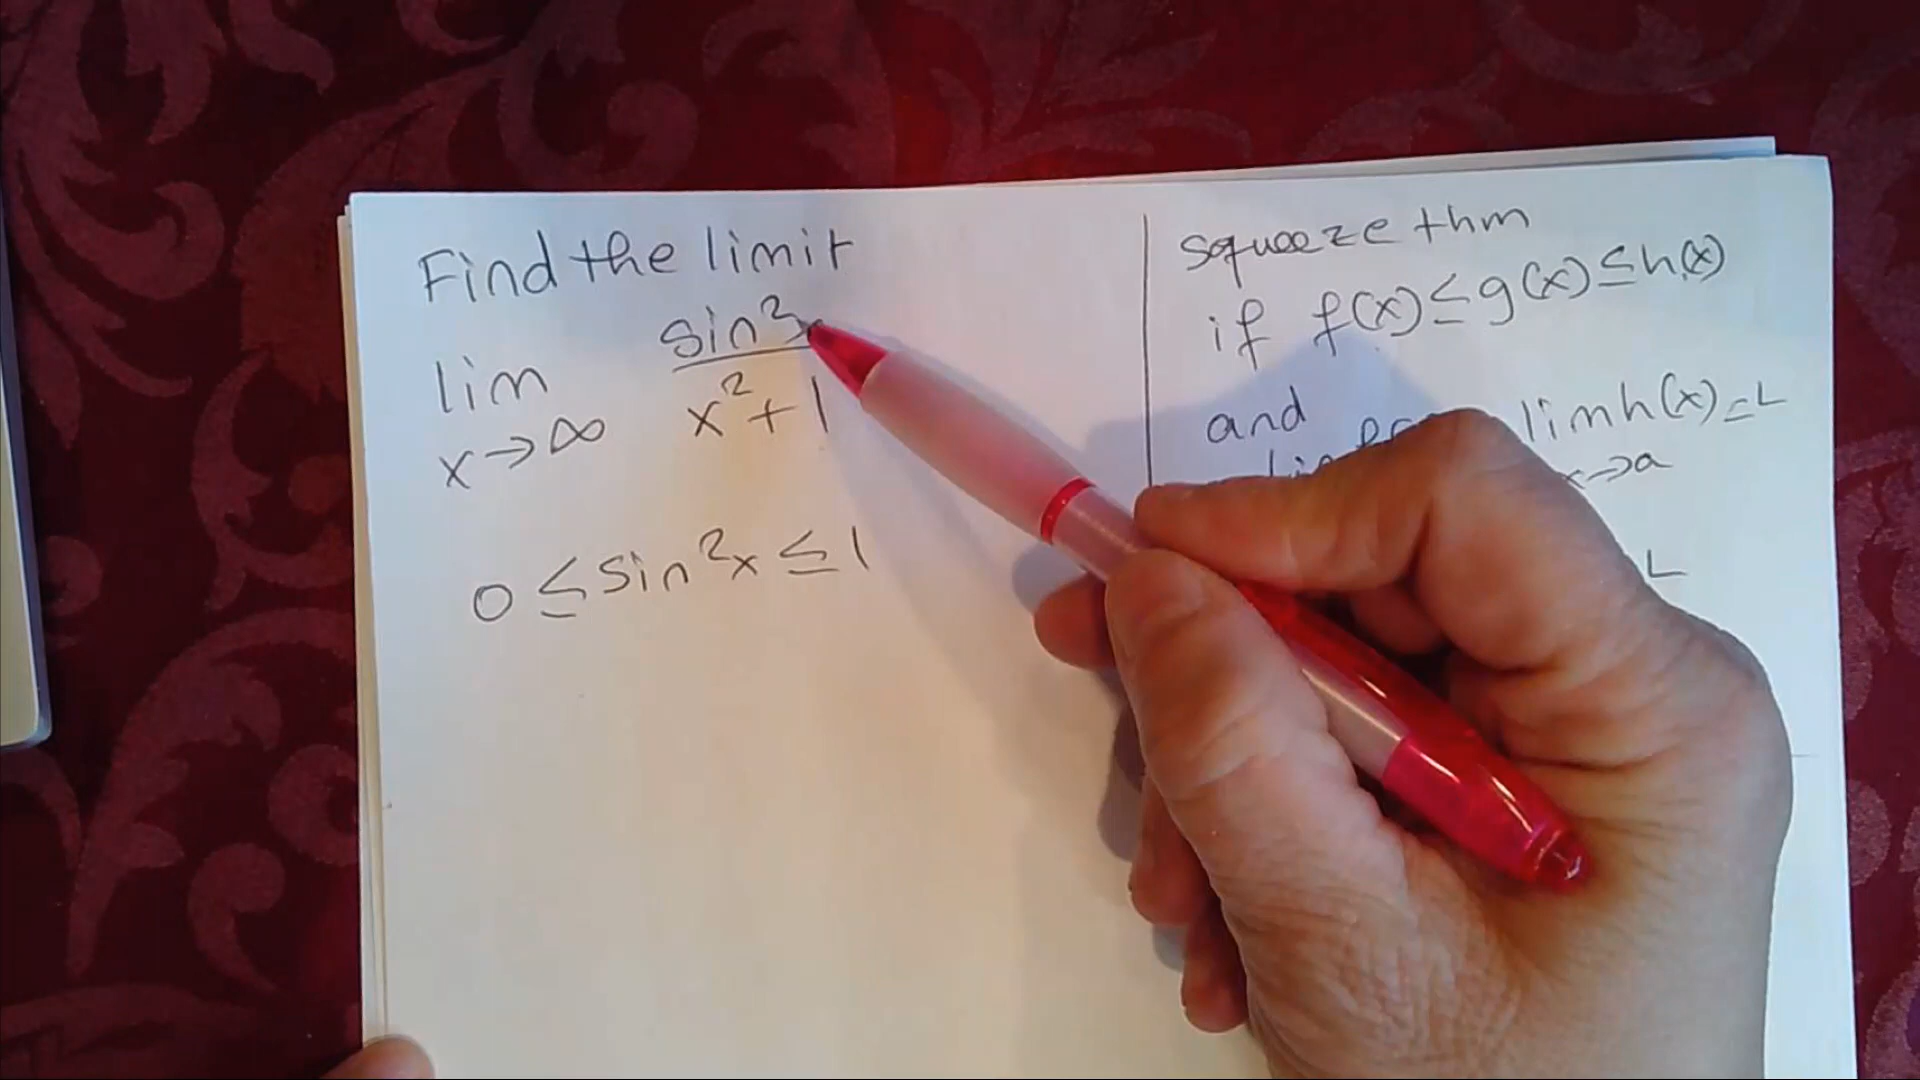 Find the limit
lim sin²x
x→∞ x²+1
0 ≤ sin²x ≤ 1
squeeze thm
if f(x) ≤ g(x) ≤ h(x)
and
lim h(x) = L
x→a
L